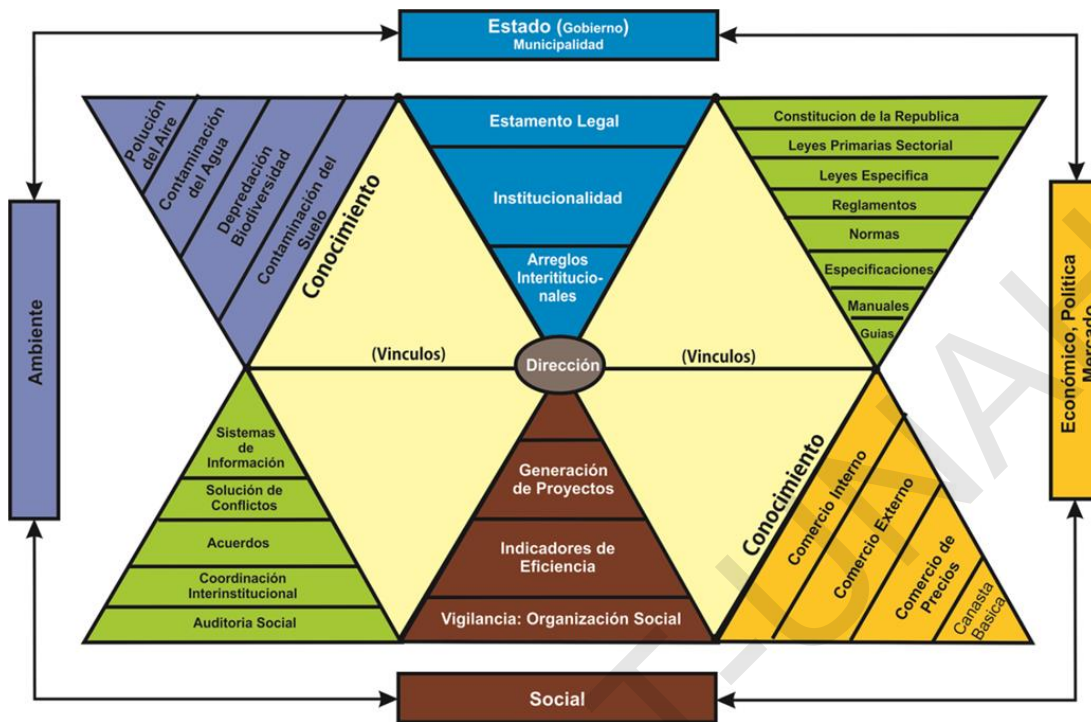 Estado (Gobierno)
Municipalidad
Ambiente
Económico, Política
Mercado
Polución
del Aire
Contaminación
del Agua
Depredación
Biodiversidad
Contaminación del
Suelo
Conocimiento
Estamento Legal
Institucionalidad
Arreglos
Interititucio-
nales
Constitucion de la Republica
Leyes Primarias Sectorial
Leyes Especifica
Reglamentos
Normas
Especificaciones
Manuales
Guias
(Vinculos)
Dirección
(Vinculos)
Sistemas
de
Información
Solución de
Conflictos
Acuerdos
Coordinación
Interinstitucional
Auditoria Social
Generación
de Proyectos
Indicadores de
Eficiencia
Vigilancia: Organización Social
Conocimiento
Comercio Interno
Comercio Externo
Comercio de
Precios
Canasta
Basica
Social
T-UNAH